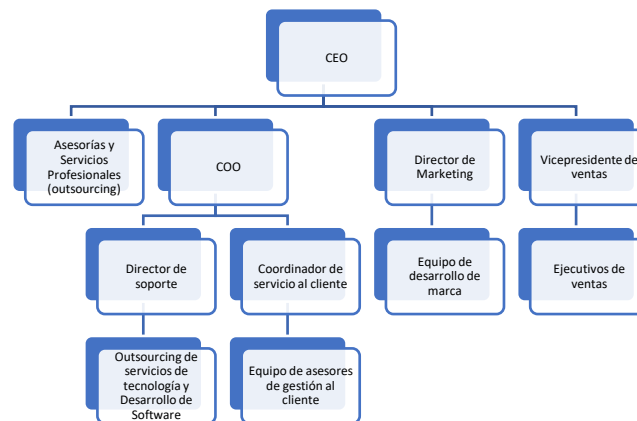 CEO
Asesorías y
Servicios
Profesionales
(outsourcing)
COO
Director de
Marketing
Vicepresidente de
ventas
Director de
soporte
Coordinador de
servicio al cliente
Equipo de
desarrollo de
marca
Ejecutivos de
ventas
Outsourcing de
servicios de
tecnología y
Desarrollo de
Software
Equipo de asesores
de gestión al
cliente